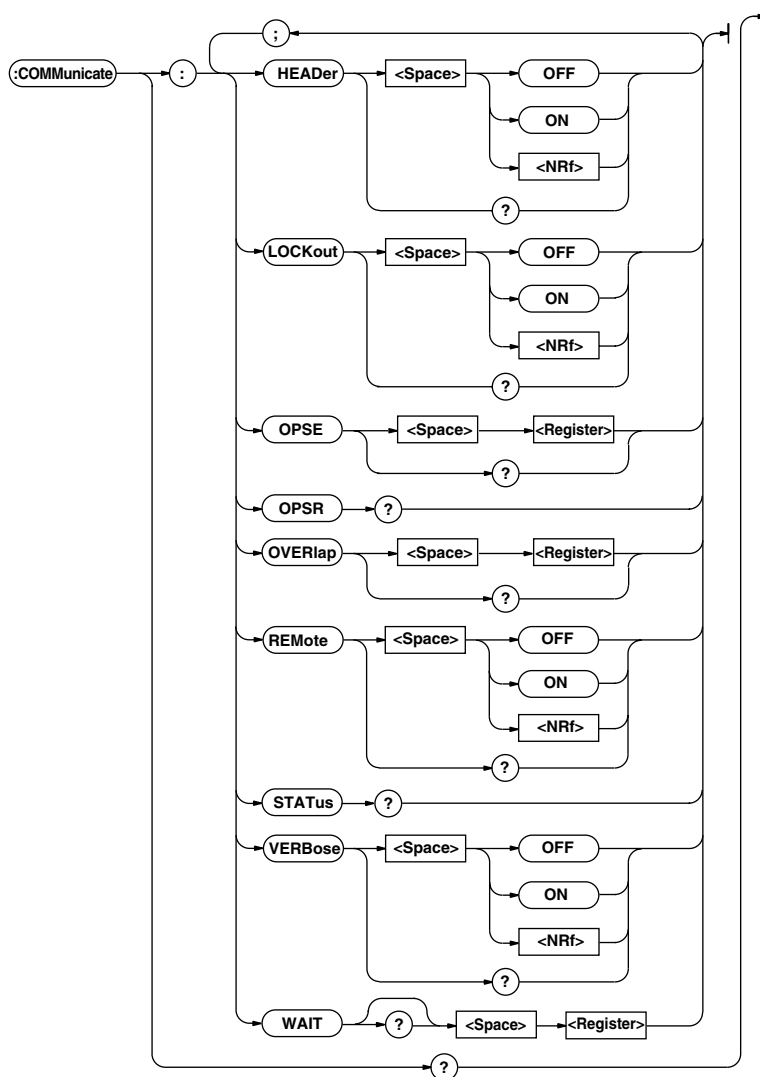 ;
:COMMunicate : HEADer <Space> OFF
ON
<NRf>
?
LOCKout <Space> OFF
ON
<NRf>
?
OPSE <Space> <Register>
?
OPSR ?
OVERlap <Space> <Register>
?
REMote <Space> OFF
ON
<NRf>
?
STATus ?
VERBose <Space> OFF
ON
<NRf>
?
WAIT ? <Space> <Register>
?